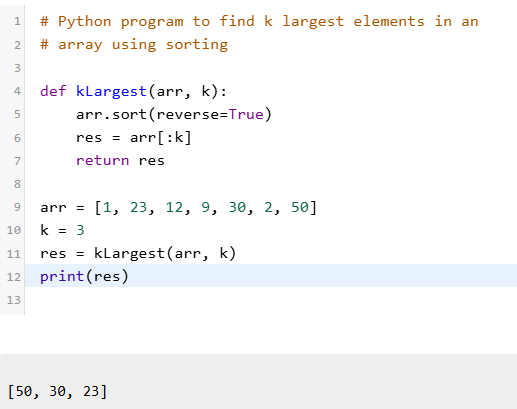 1 # Python program to find k largest elements in an
2 # array using sorting
3
4 def kLargest(arr, k):
5     arr.sort(reverse=True)
6     res = arr[:k]
7     return res
8
9 arr = [1, 23, 12, 9, 30, 2, 50]
10 k = 3
11 res = kLargest(arr, k)
12 print(res)
13
[50, 30, 23]